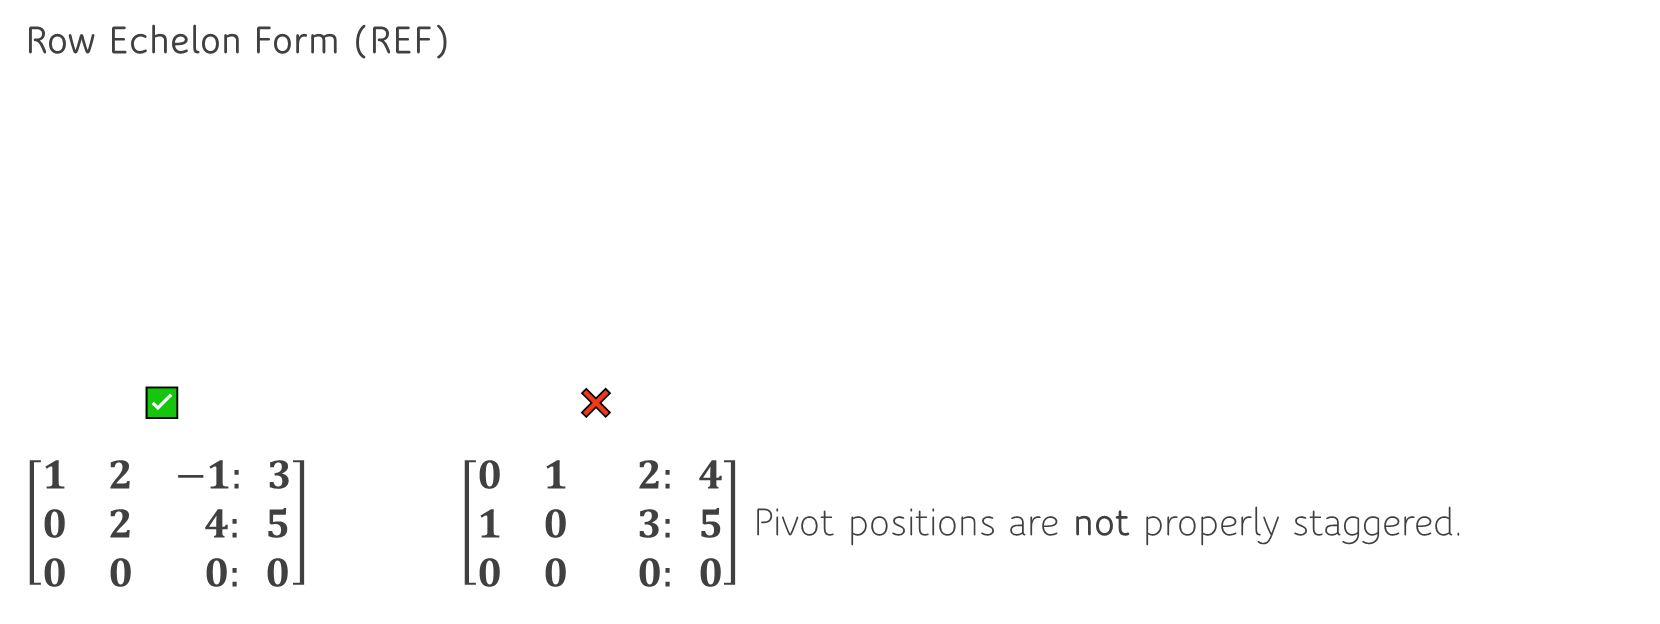 Row Echelon Form (REF)
[1 2 −1: 3]
[0 2 4: 5]
[0 0 0: 0]
[0 1 2: 4]
[1 0 3: 5]
[0 0 0: 0]
Pivot positions are not properly staggered.